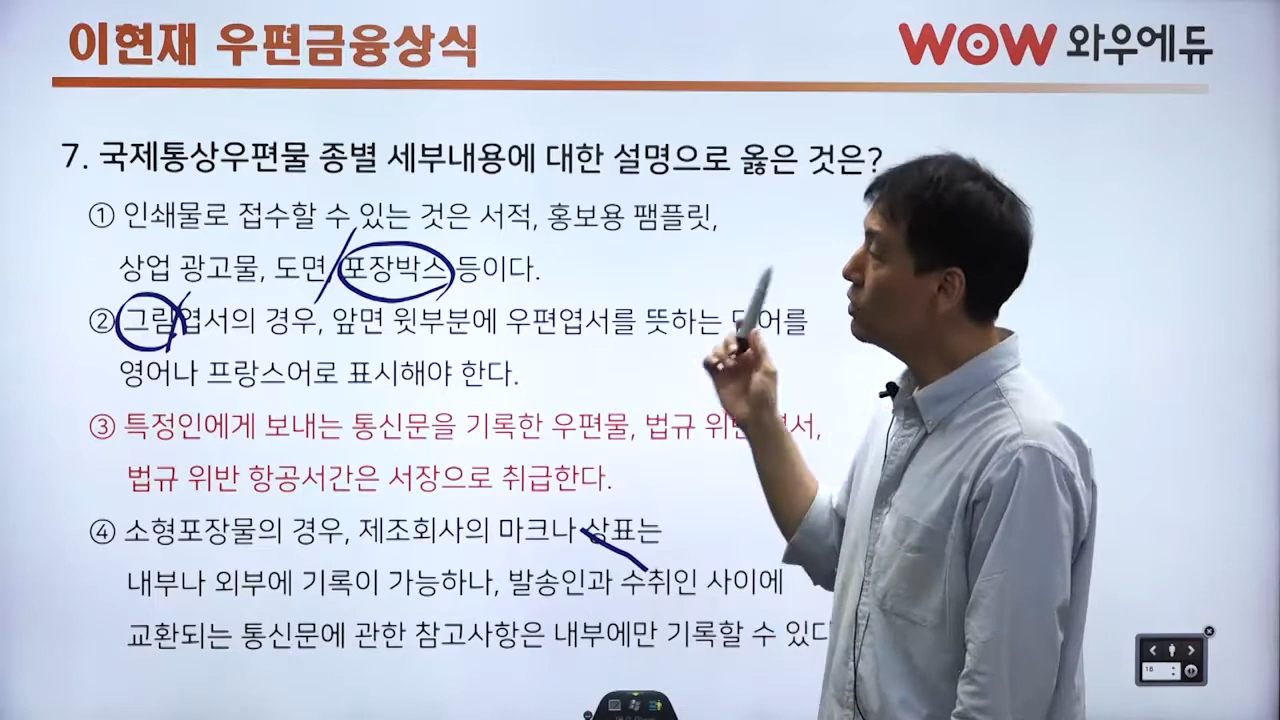 이현재 우편금융상식
WOW 와우에듀
7. 국제통상우편물 종별 세부내용에 대한 설명으로 옳은 것은?
① 인쇄물로 접수할 수 있는 것은 서적, 홍보용 팸플릿,
상업 광고물, 도면, 포장박스 등이다.
② 그림엽서의 경우, 앞면 윗부분에 우편엽서를 뜻하는
영어나 프랑스어로 표시해야 한다.
③ 특정인에게 보내는 통신문을 기록한 우편물, 법규
법규 위반 항공서간은 서장으로 취급한다.
④ 소형포장물의 경우, 제조회사의 마크나 상표는
내부나 외부에 기록이 가능하나, 발송인과 수취인 사이에
교환되는 통신문에 관한 참고사항은 내부에만 기록할 수 있다
16